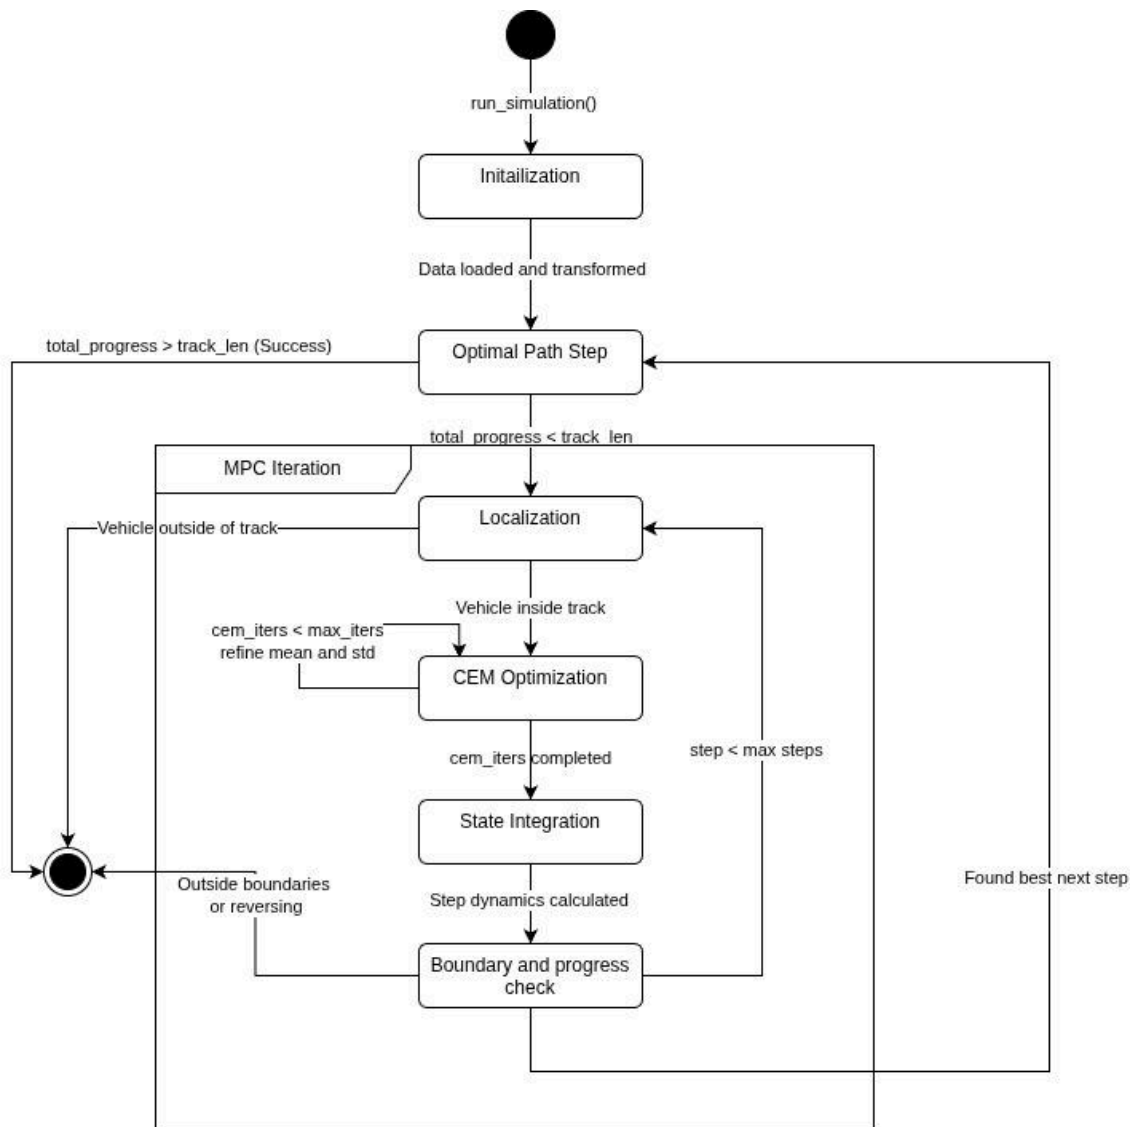 run_simulation()
Initailization
Data loaded and transformed
total_progress > track_len (Success)
Optimal Path Step
total_progress < track_len
MPC Iteration
Localization
Vehicle outside of track
Vehicle inside track
cem_iters < max_iters
refine mean and std
CEM Optimization
step < max steps
cem_iters completed
State Integration
Outside boundaries
or reversing
Found best next step
Step dynamics calculated
Boundary and progress
check